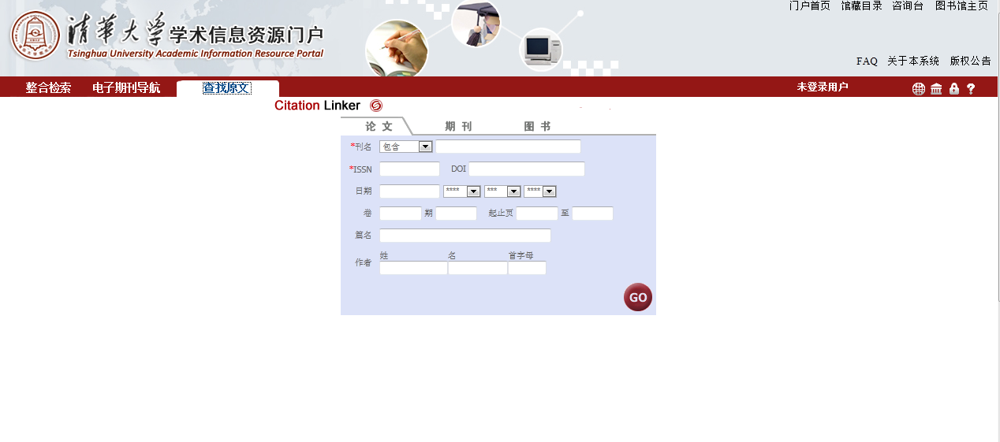 门户首页 馆藏目录 咨询台 图书馆主页
清华大学学术信息资源门户
Tsinghua University Academic Information Resource Portal
FAQ 关于本系统 版权公告
整合检索 电子期刊导航 查找原文 未登录用户
Citation Linker
论 文 期 刊 图 书
*刊名 包含
*ISSN DOI
日期 **** *** ****
卷 期 起止页 至
篇名
姓 名 首字母
作者
GO